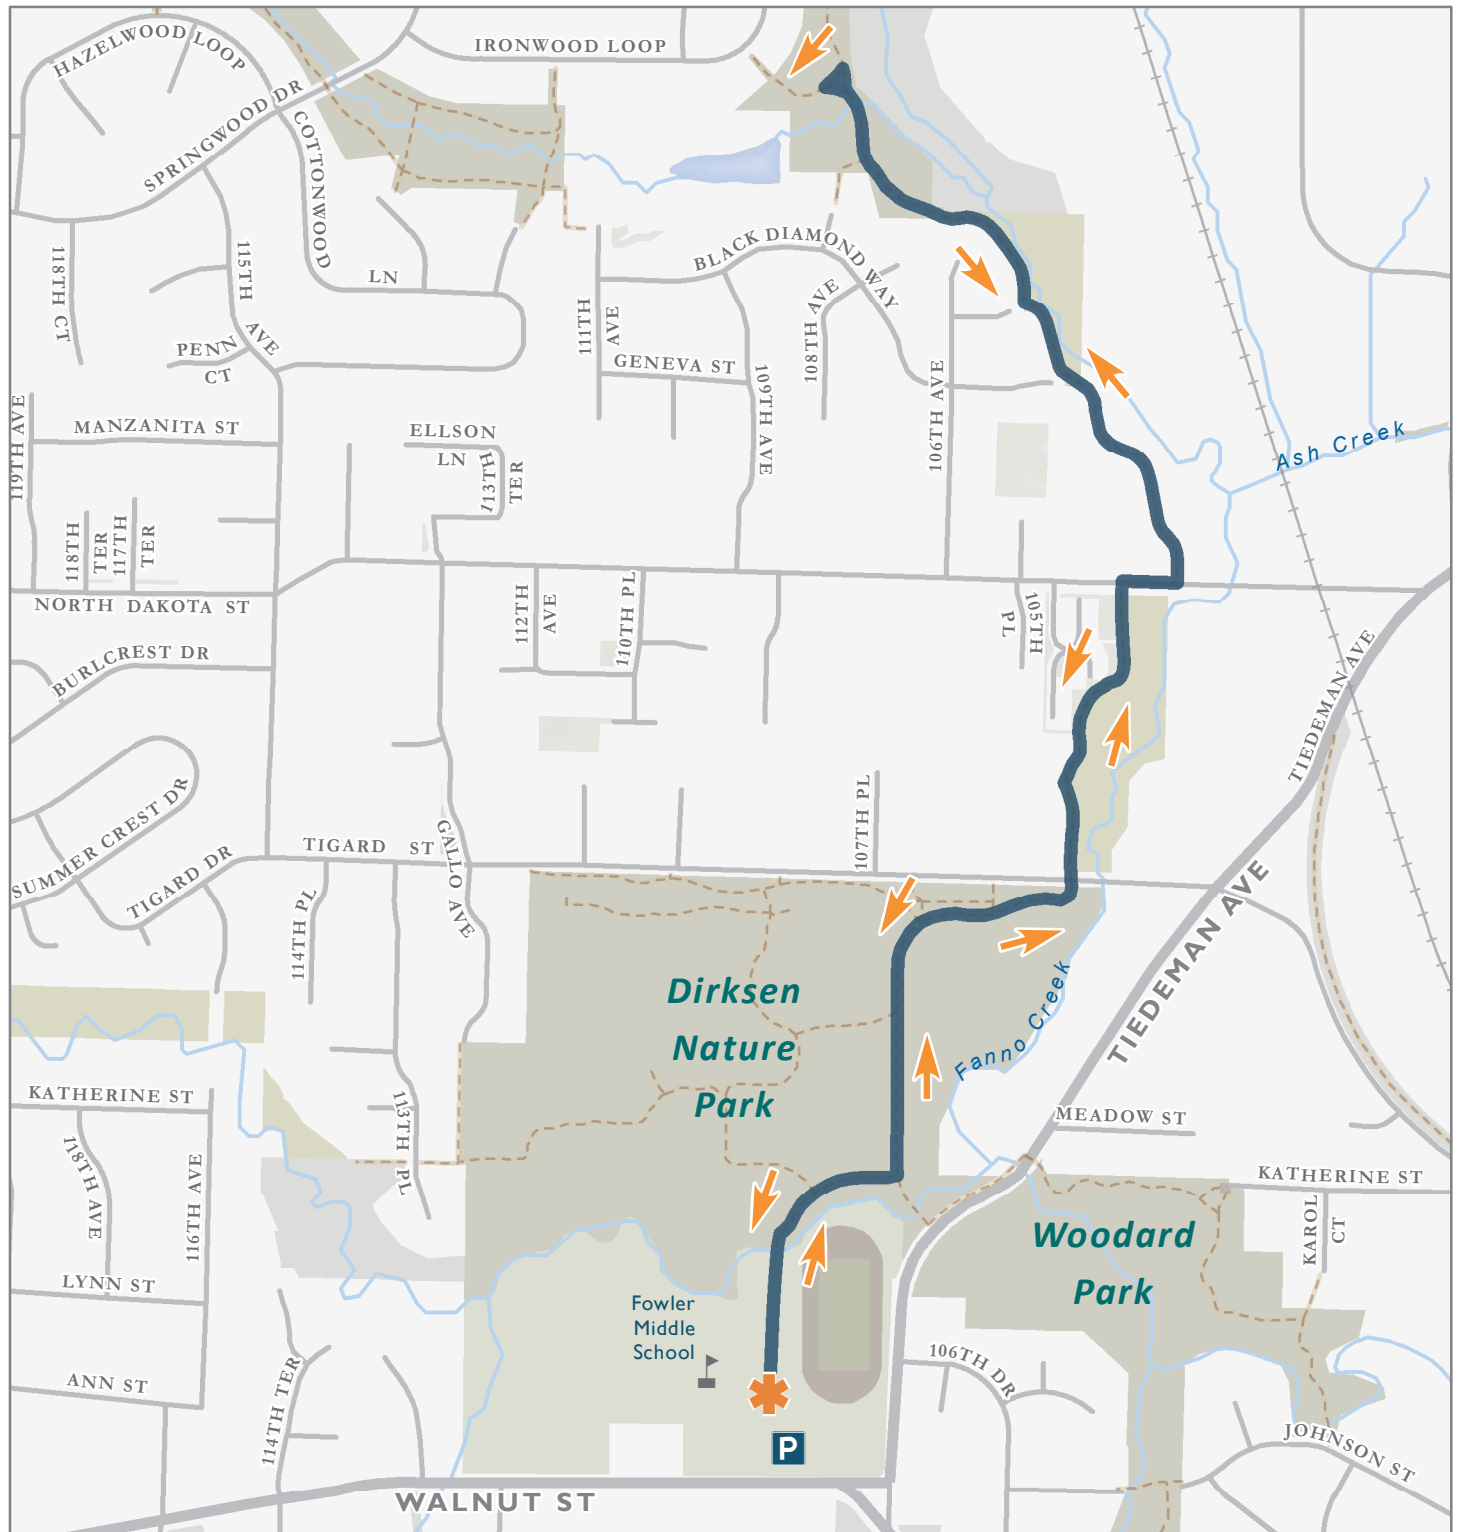 HAZELWOOD LOOP
IRONWOOD LOOP
SPRINGWOOD DR
COTTONWOOD
LN
118TH CT
115TH
AVE
PENN
CT
BLACK DIAMOND WAY
111TH
AVE
108TH AVE
GENEVA ST
109TH AVE
106TH AVE
119TH AVE
MANZANITA ST
ELLSON
LN
113TH
TER
Ash Creek
118TH
TER
117TH
TER
NORTH DAKOTA ST
112TH
AVE
110TH PL
105TH
PL
BURLCREST DR
TIEDEMAN AVE
SUMMER CREST DR
TIGARD DR
TIGARD ST
GALLO AVE
107TH PL
114TH PL
TIEDEMAN AVE
Dirksen
Nature
Park
Fanno Creek
KATHERINE ST
118TH AVE
116TH AVE
113TH PL
MEADOW ST
KATHERINE ST
KAROL
CT
Woodard
Park
LYNN ST
Fowler
Middle
School
ANN ST
114TH TER
106TH DR
P
JOHNSON ST
WALNUT ST